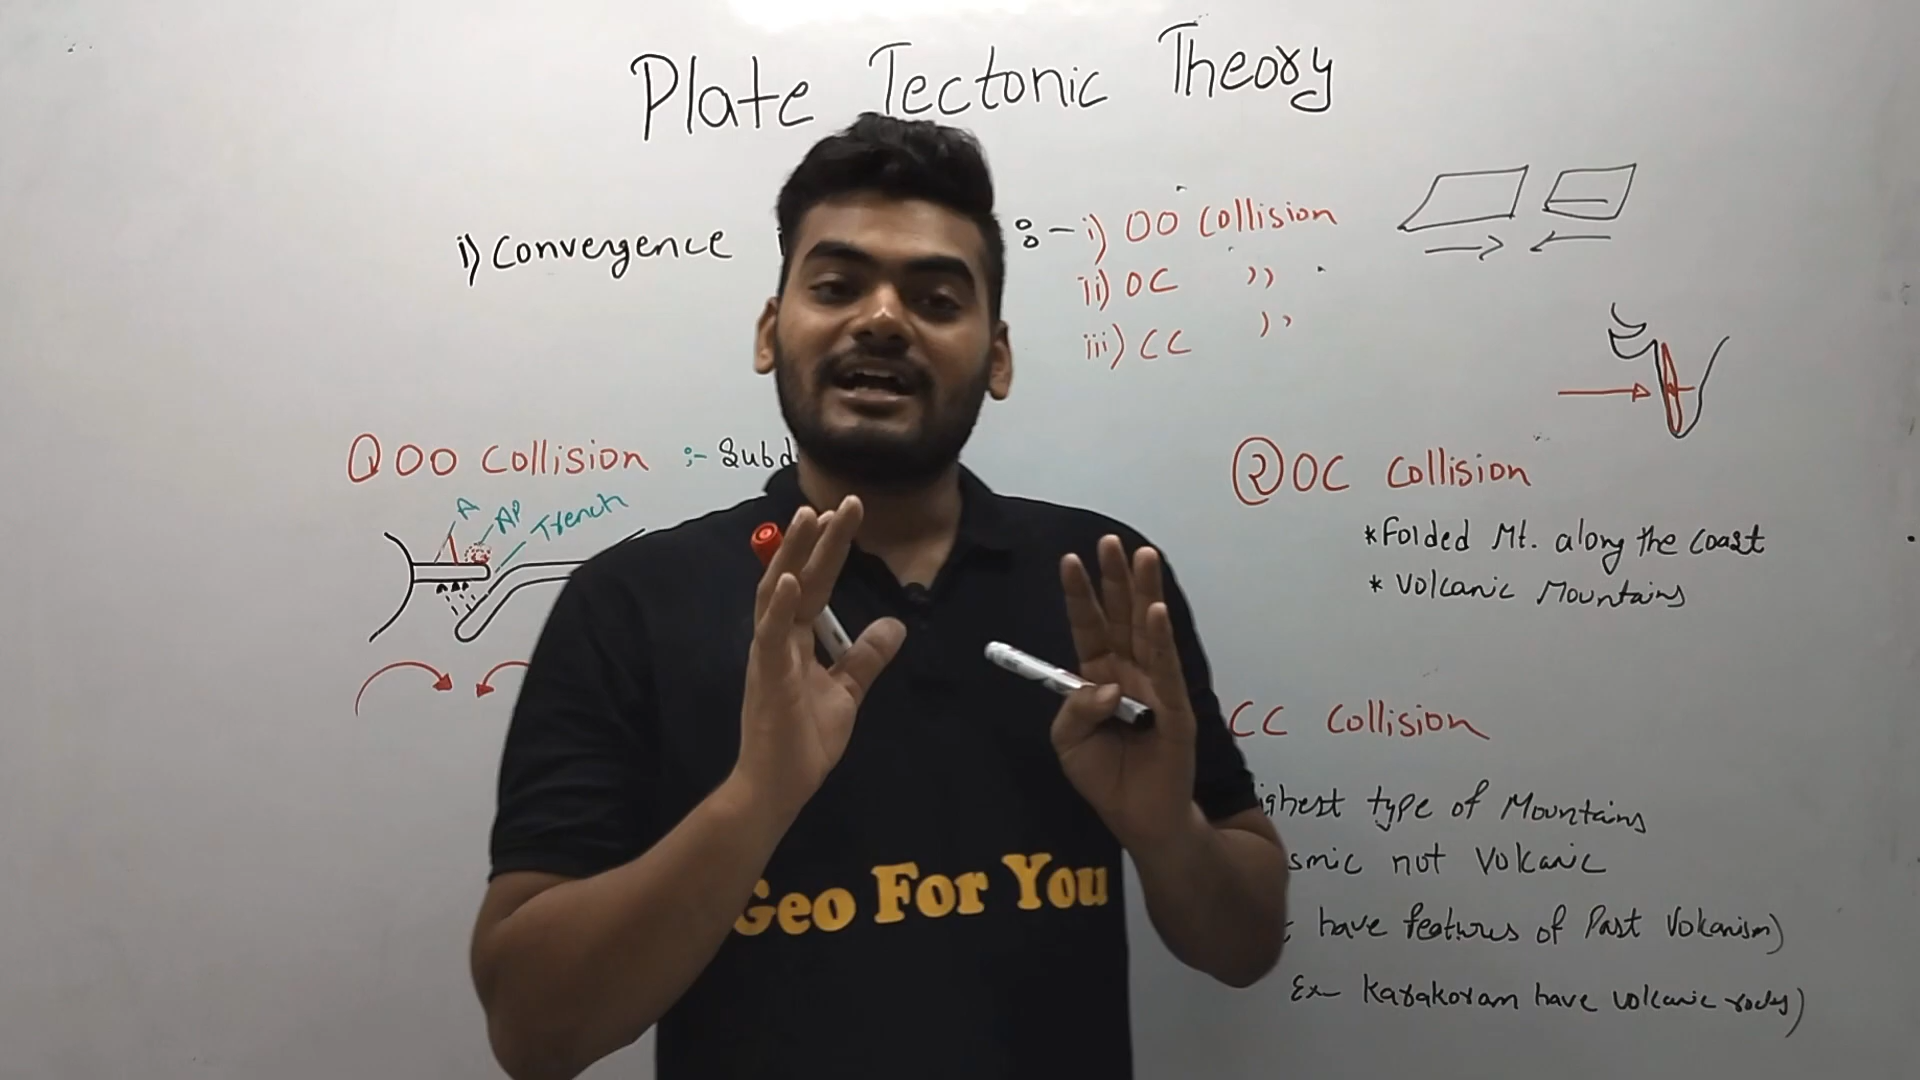 Plate Tectonic Theory
i) Convergence :- i) OO Collision
ii) OC ,,
iii) CC ,,
① OO Collision :- Subd
A AP Trench
② OC Collision
* Folded Mt. along the coast
* Volcanic Mountains
CC Collision
ighest type of Mountains
smic not Volcanic
have features of Past Volcanism)
Ex- Karakoram have volcanic rocks)
Geo For You